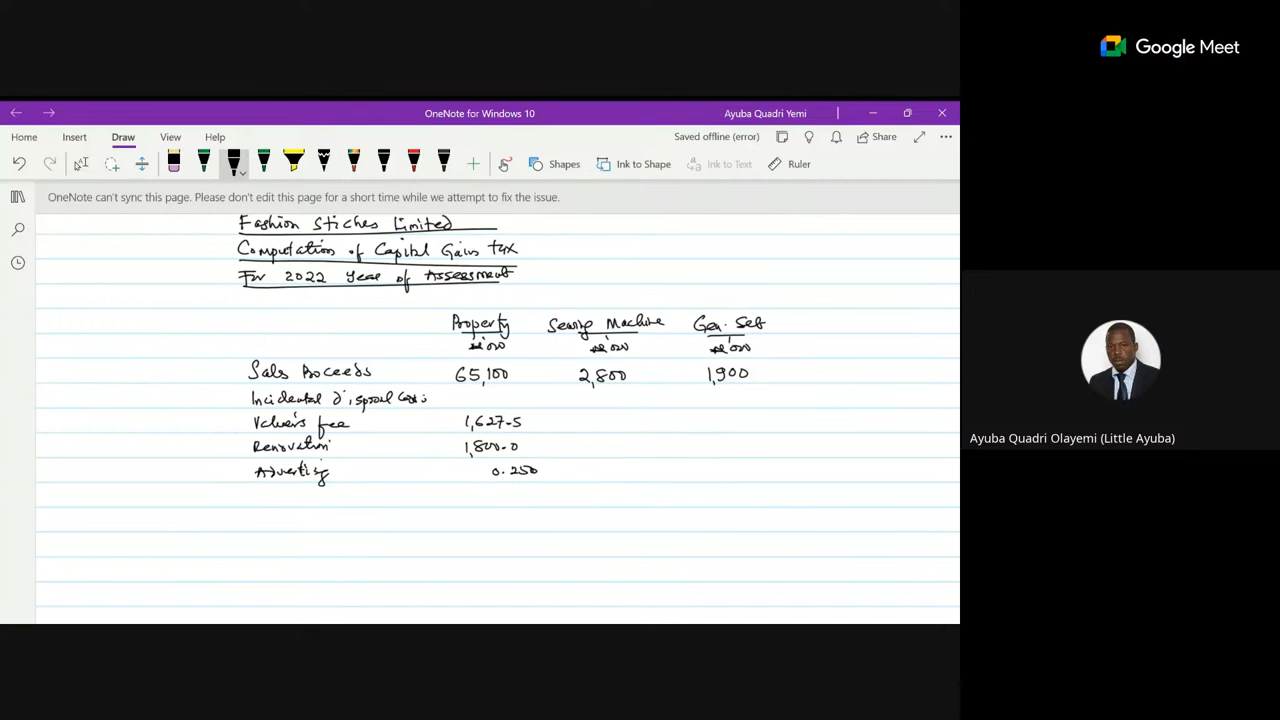 Google Meet
OneNote for Windows 10
Ayuba Quadri Yemi
Home Insert Draw View Help
Saved offline (error)
Share
Shapes
Ink to Shape
Ink to Text
Ruler
OneNote can't sync this page. Please don't edit this page for a short time while we attempt to fix the issue.
Fashion Stiches Limited
Computation of Capital Gains tax
For 2022 Year of Assessment
Property Sewing Machine Gen. Set
₦'000 ₦'000 ₦'000
Sales Proceeds 65,100 2,800 1,900
Incidental disposal Costs:
Valuer's fee 1,627.5
Renovation 1,800.0
Advertising 0.250
Ayuba Quadri Olayemi (Little Ayuba)